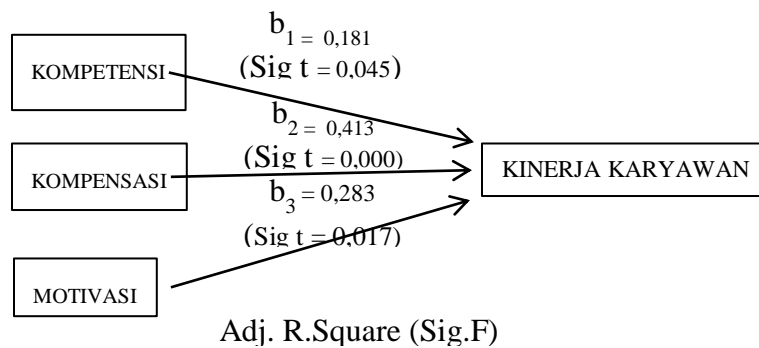 b1 = 0,181
(Sig t = 0,045)
KOMPETENSI
b2 = 0,413
(Sig t = 0,000)
KOMPENSASI
KINERJA KARYAWAN
b3 = 0,283
(Sig t = 0,017)
MOTIVASI
Adj. R.Square (Sig.F)